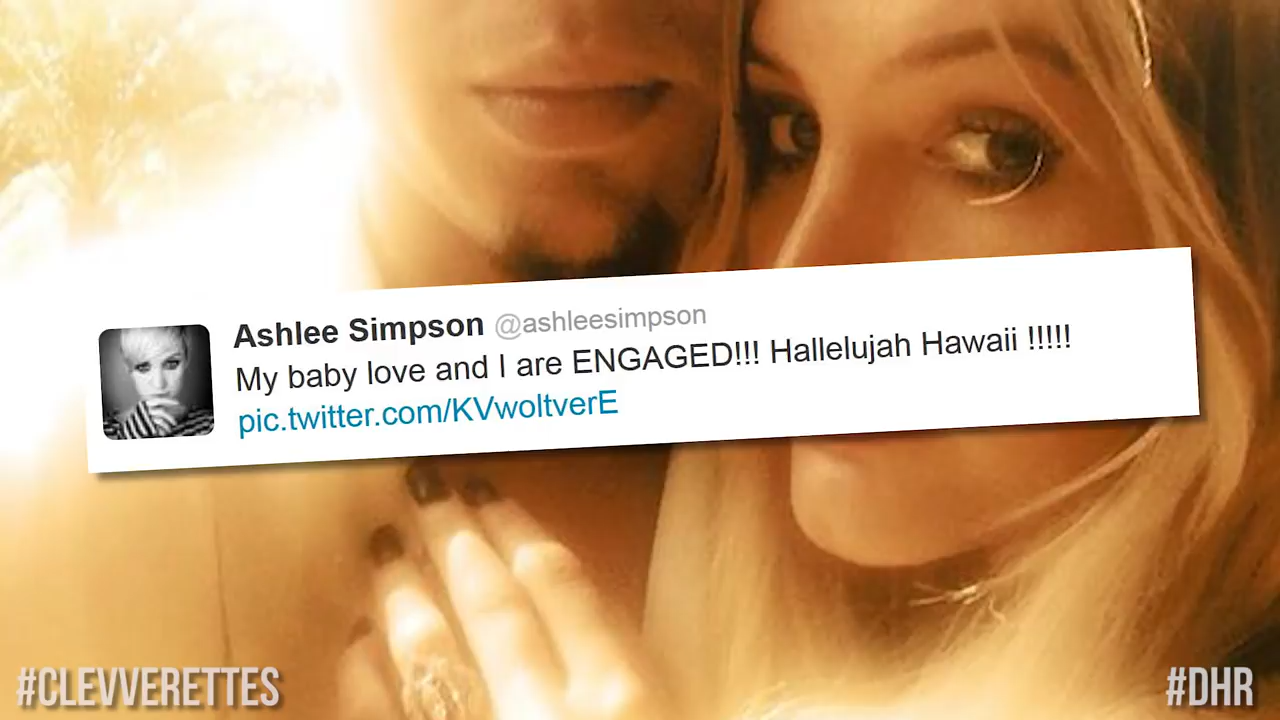 Ashlee Simpson @ashleesimpson
My baby love and I are ENGAGED!!! Hallelujah Hawaii !!!!!
pic.twitter.com/KVwoltverE
#CLEVVERETTES
#DHR